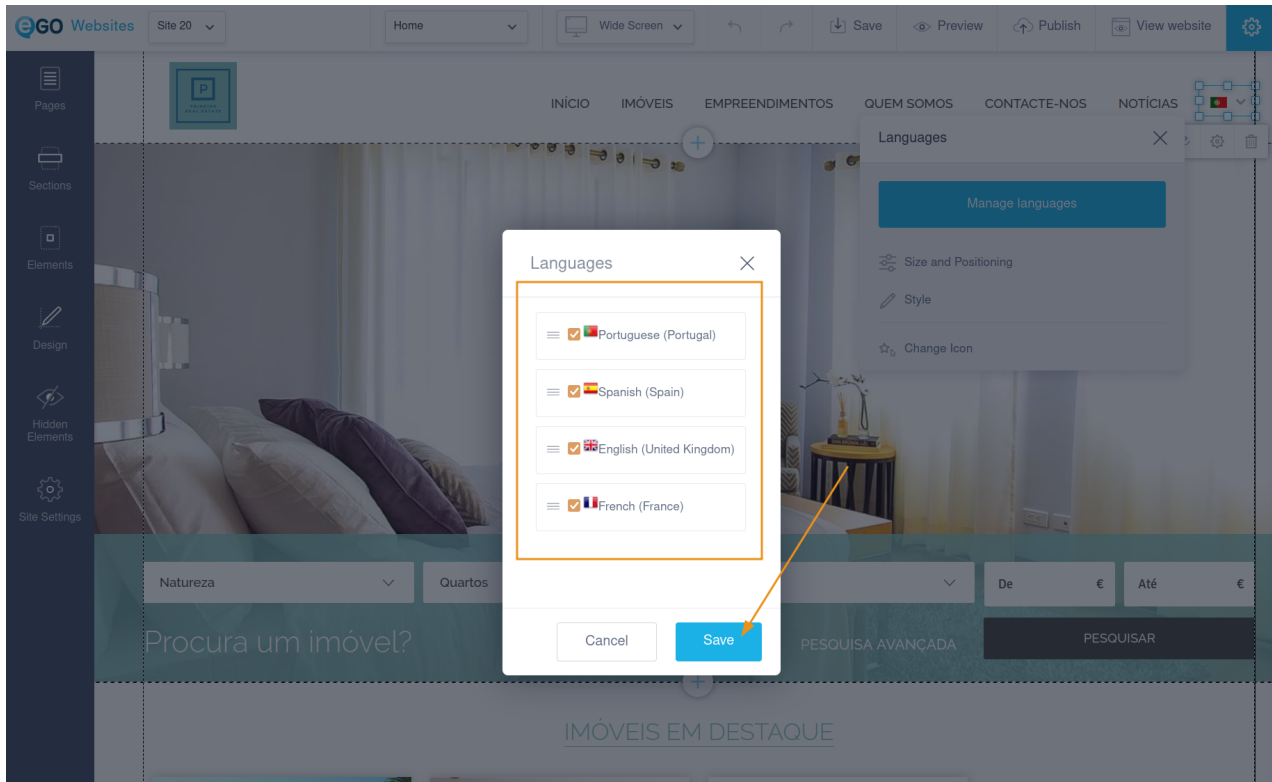 eGO Websites
Site 20
Home
Wide Screen
Save
Preview
Publish
View website
Pages
Sections
Elements
Design
Hidden
Elements
Site Settings
P
INÍCIO
IMÓVEIS
EMPREENDIMENTOS
QUEM SOMOS
CONTACTE-NOS
NOTÍCIAS
Languages
Manage languages
Size and Positioning
Style
Change Icon
Languages
Portuguese (Portugal)
Spanish (Spain)
English (United Kingdom)
French (France)
Cancel
Save
Natureza
Quartos
De €
Até €
Procura um imóvel?
PESQUISA AVANÇADA
PESQUISAR
IMÓVEIS EM DESTAQUE